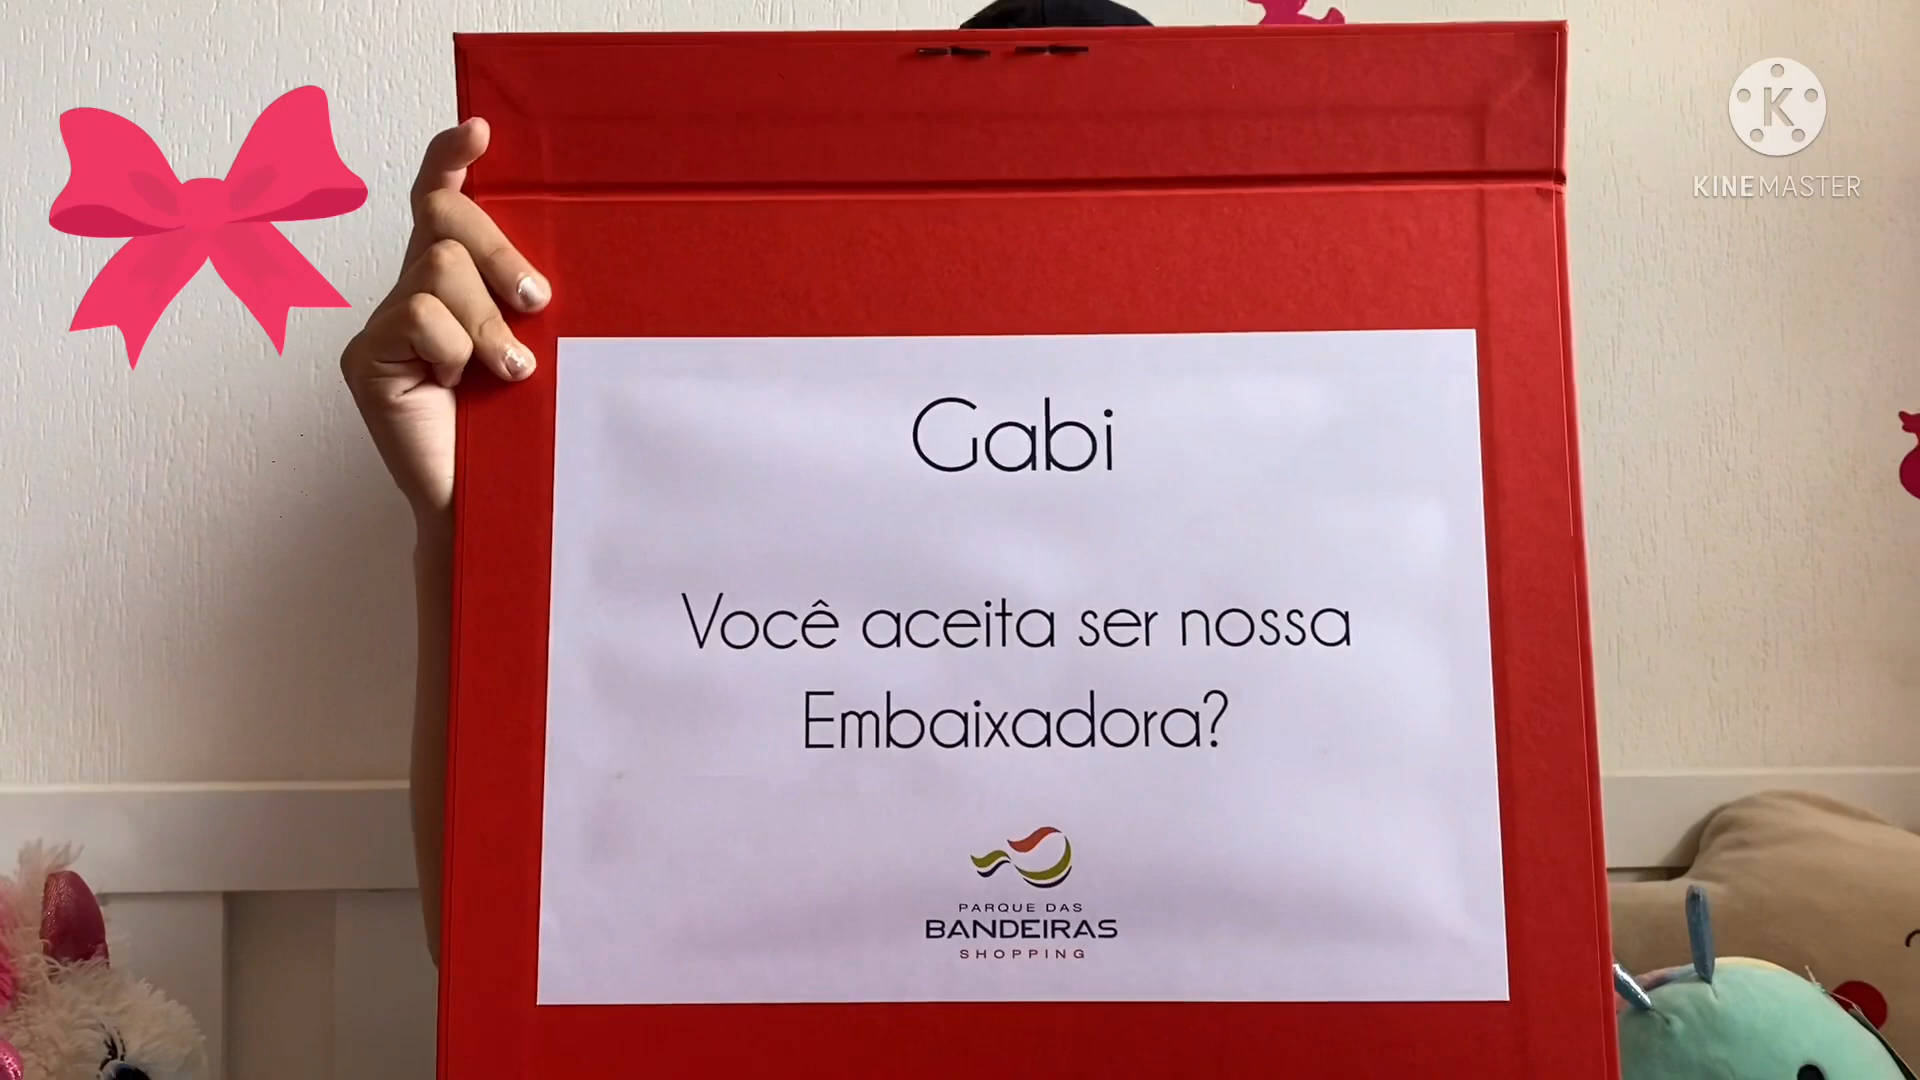 K
KINEMASTER
Gabi
Você aceita ser nossa
Embaixadora?
PARQUE DAS
BANDEIRAS
SHOPPING